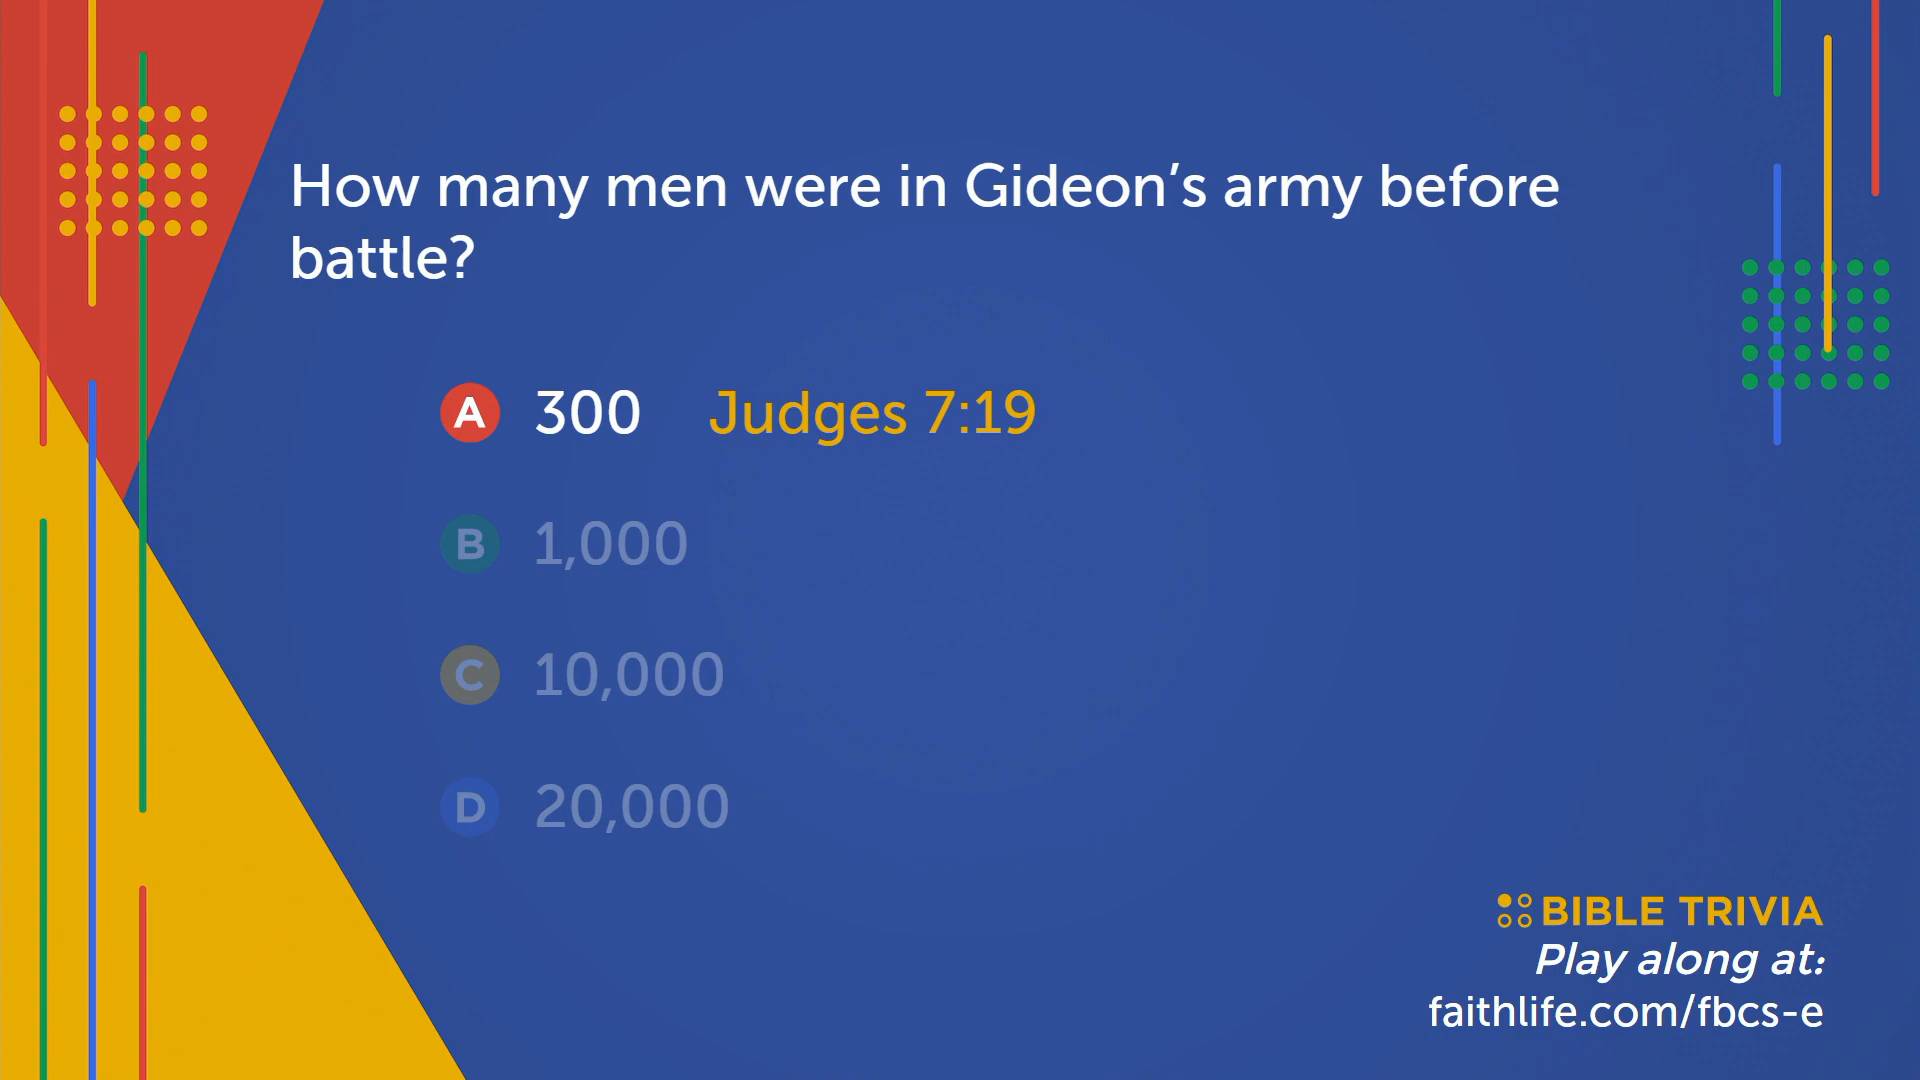 How many men were in Gideon’s army before
battle?
A 300 Judges 7:19
B 1,000
C 10,000
D 20,000
BIBLE TRIVIA
Play along at:
faithlife.com/fbcs-e